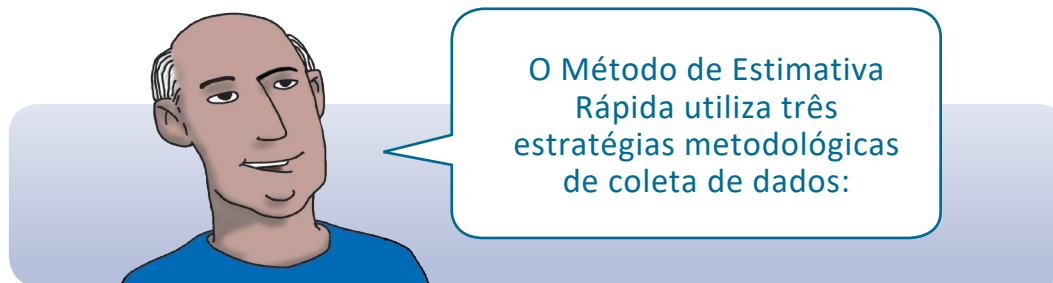 O Método de Estimativa
Rápida utiliza três
estratégias metodológicas
de coleta de dados: